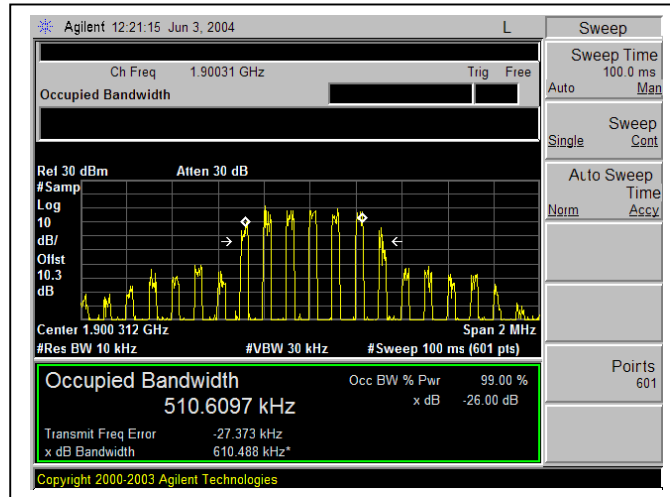 Agilent 12:21:15 Jun 3, 2004 L
Ch Freq 1.90031 GHz Trig Free
Occupied Bandwidth
Ref 30 dBm Atten 30 dB
#Samp
Log
10
dB/
Offst
10.3
dB
Center 1.900 312 GHz Span 2 MHz
#Res BW 10 kHz #VBW 30 kHz #Sweep 100 ms (601 pts)
Occupied Bandwidth Occ BW % Pwr 99.00 %
510.6097 kHz x dB -26.00 dB
Transmit Freq Error -27.373 kHz
x dB Bandwidth 610.488 kHz*
Copyright 2000-2003 Agilent Technologies
Sweep
Sweep Time
100.0 ms
Auto Man
Sweep
Single Cont
Auto Sweep
Time
Norm Accy
Points
601